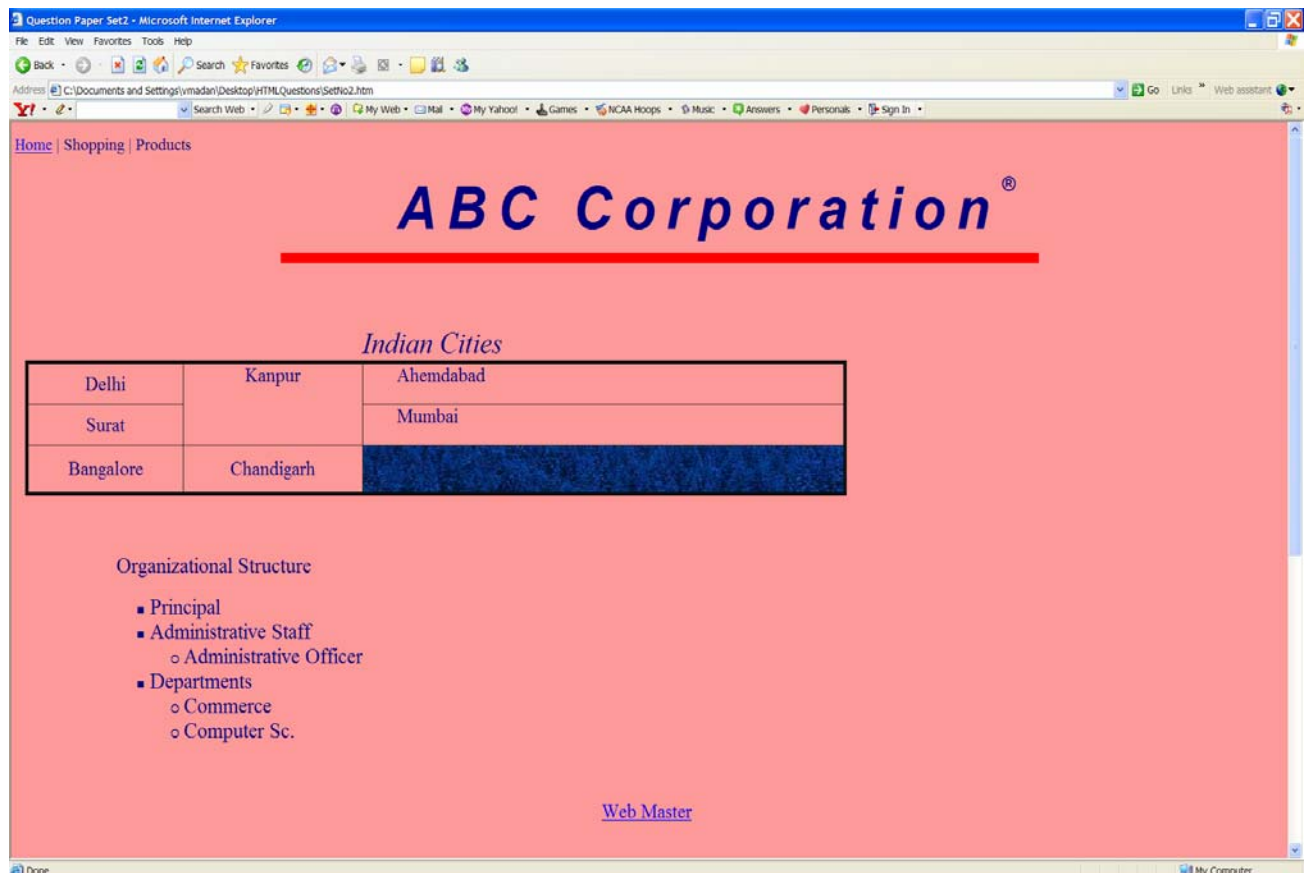 Question Paper Set2 - Microsoft Internet Explorer
File Edit View Favorites Tools Help
Back Search Favorites
Address C:\Documents and Settings\vmadan\Desktop\HTMLQuestions\SetNo2.htm Go Links » Web assistant
Y! Search Web My Web Mail My Yahoo! Games NCAA Hoops Music Answers Personals Sign In
Home | Shopping | Products
ABC Corporation®
Indian Cities
Delhi Kanpur Ahemdabad
Surat Mumbai
Bangalore Chandigarh
Organizational Structure
Principal
Administrative Staff
Administrative Officer
Departments
Commerce
Computer Sc.
Web Master
Done My Computer